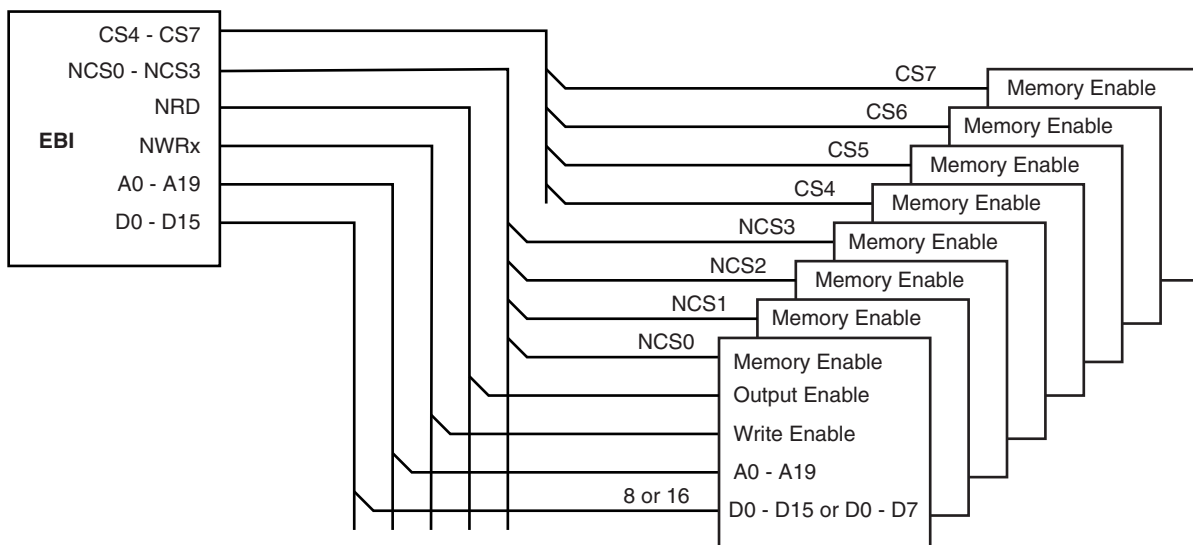 CS4 - CS7
NCS0 - NCS3
NRD
EBI
NWRx
A0 - A19
D0 - D15
CS7
Memory Enable
CS6
Memory Enable
CS5
Memory Enable
CS4
Memory Enable
NCS3
Memory Enable
NCS2
Memory Enable
NCS1
Memory Enable
NCS0
Memory Enable
Output Enable
Write Enable
A0 - A19
8 or 16
D0 - D15 or D0 - D7